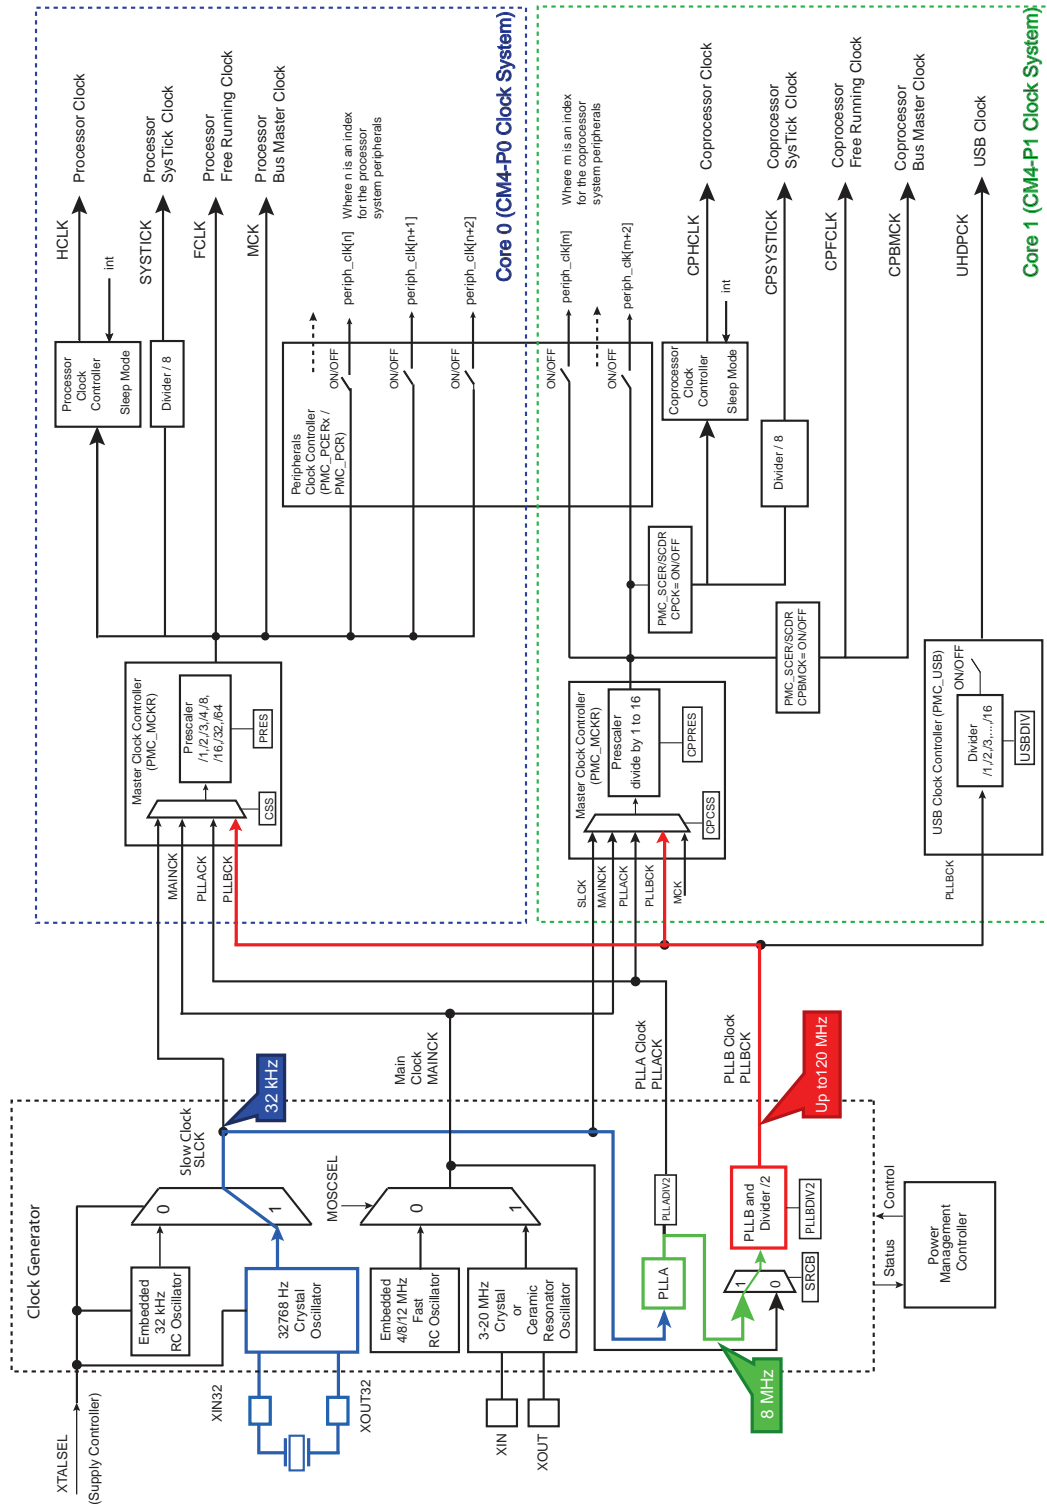 Clock Generator
XTALSEL
(Supply Controller)
Embedded
32 kHz
RC Oscillator
0
1
Slow Clock
SLCK
32768 Hz
Crystal
Oscillator
XIN32
XOUT32
32 kHz
MOSCSEL
Embedded
4/8/12 MHz
Fast
RC Oscillator
0
1
Main
Clock
MAINCK
3-20 MHz
Crystal
or
Ceramic
Resonator
Oscillator
XIN
XOUT
PLLA
PLLADIV2
PLLA Clock
PLLACK
8 MHz
1
0
SRCB
PLLB and
Divider /2
PLLBDIV2
PLLB Clock
PLLBCK
Up to120 MHz
Status
Control
Power
Management
Controller
MAINCK
PLLACK
PLLBCK
Master Clock Controller
(PMC_MCKR)
CSS
Prescaler
/1,/2,/3,/4,/8,
/16,/32,/64
PRES
Processor
Clock
Controller
Sleep Mode
int
HCLK
Processor Clock
Divider / 8
SYSTICK
Processor
SysTick Clock
FCLK
Processor
Free Running Clock
MCK
Processor
Bus Master Clock
Peripherals
Clock Controller
(PMC_PCERx /
PMC_PCR)
ON/OFF
periph_clk[n]
Where n is an index
for the processor
system peripherals
ON/OFF
periph_clk[n+1]
ON/OFF
periph_clk[n+2]
Core 0 (CM4-P0 Clock System)
SLCK
MAINCK
PLLACK
PLLBCK
MCK
Master Clock Controller
(PMC_MCKR)
CPCSS
Prescaler
divide by 1 to 16
CPPRES
ON/OFF
periph_clk[m]
Where m is an index
for the coprocessor
system peripherals
ON/OFF
periph_clk[m+2]
PMC_SCER/SCDR
CPCK= ON/OFF
Coprocessor
Clock
Controller
Sleep Mode
int
CPHCLK
Coprocessor Clock
Divider / 8
CPSYSTICK
Coprocessor
SysTick Clock
PMC_SCER/SCDR
CPBMCK= ON/OFF
CPFCLK
Coprocessor
Free Running Clock
CPBMCK
Coprocessor
Bus Master Clock
PLLBCK
USB Clock Controller (PMC_USB)
Divider
/1,/2,/3,.../16
ON/OFF
USBDIV
UHDPCK
USB Clock
Core 1 (CM4-P1 Clock System)